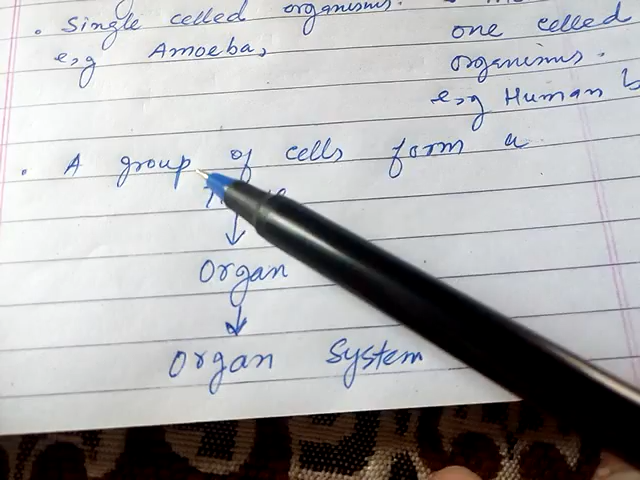 . Single celled organisms.
e,g Amoeba,
one celled
organisms.
e,g Human
. A group of cells form a
Organ
Organ System